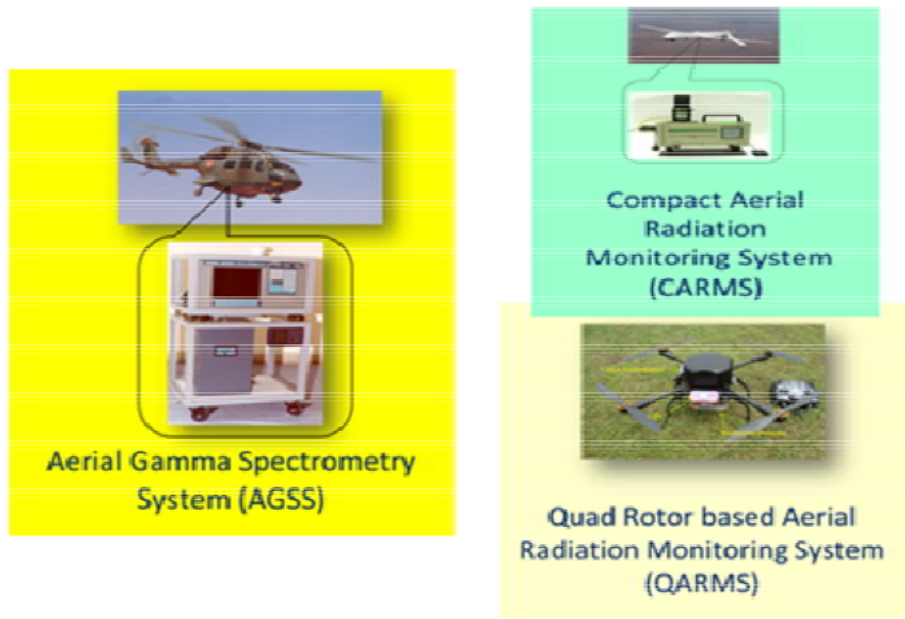 Aerial Gamma Spectrometry
System (AGSS)
Compact Aerial
Radiation
Monitoring System
(CARMS)
Quad Rotor based Aerial
Radiation Monitoring System
(QARMS)